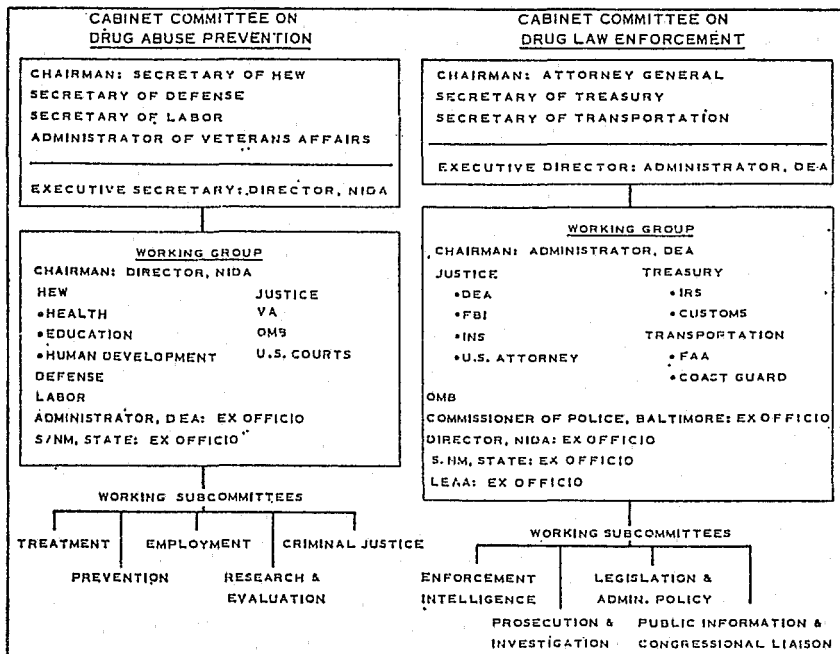 CABINET COMMITTEE ON
DRUG ABUSE PREVENTION
CHAIRMAN: SECRETARY OF HEW
SECRETARY OF DEFENSE
SECRETARY OF LABOR
ADMINISTRATOR OF VETERANS AFFAIRS
EXECUTIVE SECRETARY: DIRECTOR, NIDA
WORKING GROUP
CHAIRMAN: DIRECTOR, NIDA
HEW
•HEALTH
•EDUCATION
•HUMAN DEVELOPMENT
DEFENSE
LABOR
JUSTICE
VA
OMB
U.S. COURTS
ADMINISTRATOR, DEA: EX OFFICIO
S/NM, STATE: EX OFFICIO
WORKING SUBCOMMITTEES
TREATMENT
PREVENTION
EMPLOYMENT
RESEARCH &
EVALUATION
CRIMINAL JUSTICE
CABINET COMMITTEE ON
DRUG LAW ENFORCEMENT
CHAIRMAN: ATTORNEY GENERAL
SECRETARY OF TREASURY
SECRETARY OF TRANSPORTATION
EXECUTIVE DIRECTOR: ADMINISTRATOR, DEA
WORKING GROUP
CHAIRMAN: ADMINISTRATOR, DEA
JUSTICE
•DEA
•FBI
•INS
•U.S. ATTORNEY
TREASURY
•IRS
•CUSTOMS
TRANSPORTATION
•FAA
•COAST GUARD
OMB
COMMISSIONER OF POLICE, BALTIMORE: EX OFFICIO
DIRECTOR, NIDA: EX OFFICIO
S/NM, STATE: EX OFFICIO
LEAA: EX OFFICIO
WORKING SUBCOMMITTEES
ENFORCEMENT
INTELLIGENCE
PROSECUTION &
INVESTIGATION
LEGISLATION &
ADMIN. POLICY
PUBLIC INFORMATION &
CONGRESSIONAL LIAISON